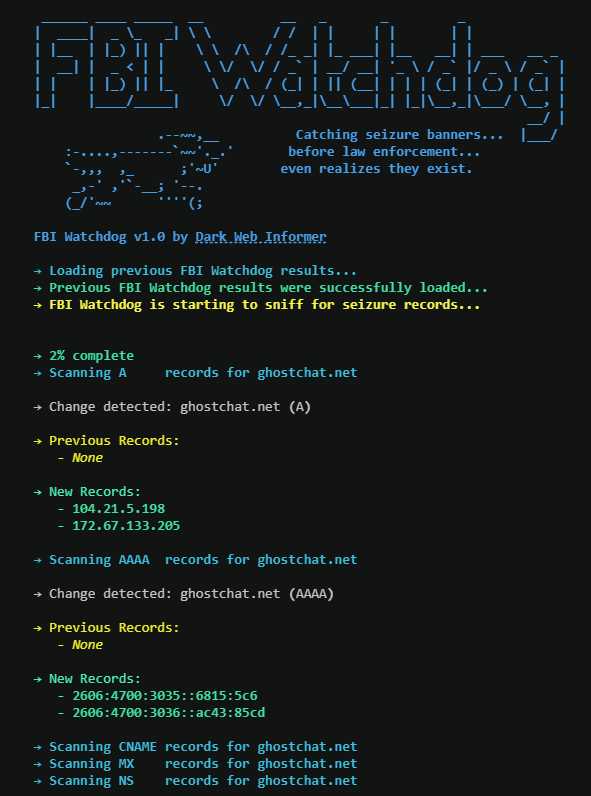 FBI Watchdog
Catching seizure banners...
before law enforcement...
even realizes they exist.
FBI Watchdog v1.0 by Dark Web Informer
→ Loading previous FBI Watchdog results...
→ Previous FBI Watchdog results were successfully loaded...
→ FBI Watchdog is starting to sniff for seizure records...
→ 2% complete
→ Scanning A     records for ghostchat.net
→ Change detected: ghostchat.net (A)
→ Previous Records:
- None
→ New Records:
- 104.21.5.198
- 172.67.133.205
→ Scanning AAAA  records for ghostchat.net
→ Change detected: ghostchat.net (AAAA)
→ Previous Records:
- None
→ New Records:
- 2606:4700:3035::6815:5c6
- 2606:4700:3036::ac43:85cd
→ Scanning CNAME records for ghostchat.net
→ Scanning MX    records for ghostchat.net
→ Scanning NS    records for ghostchat.net